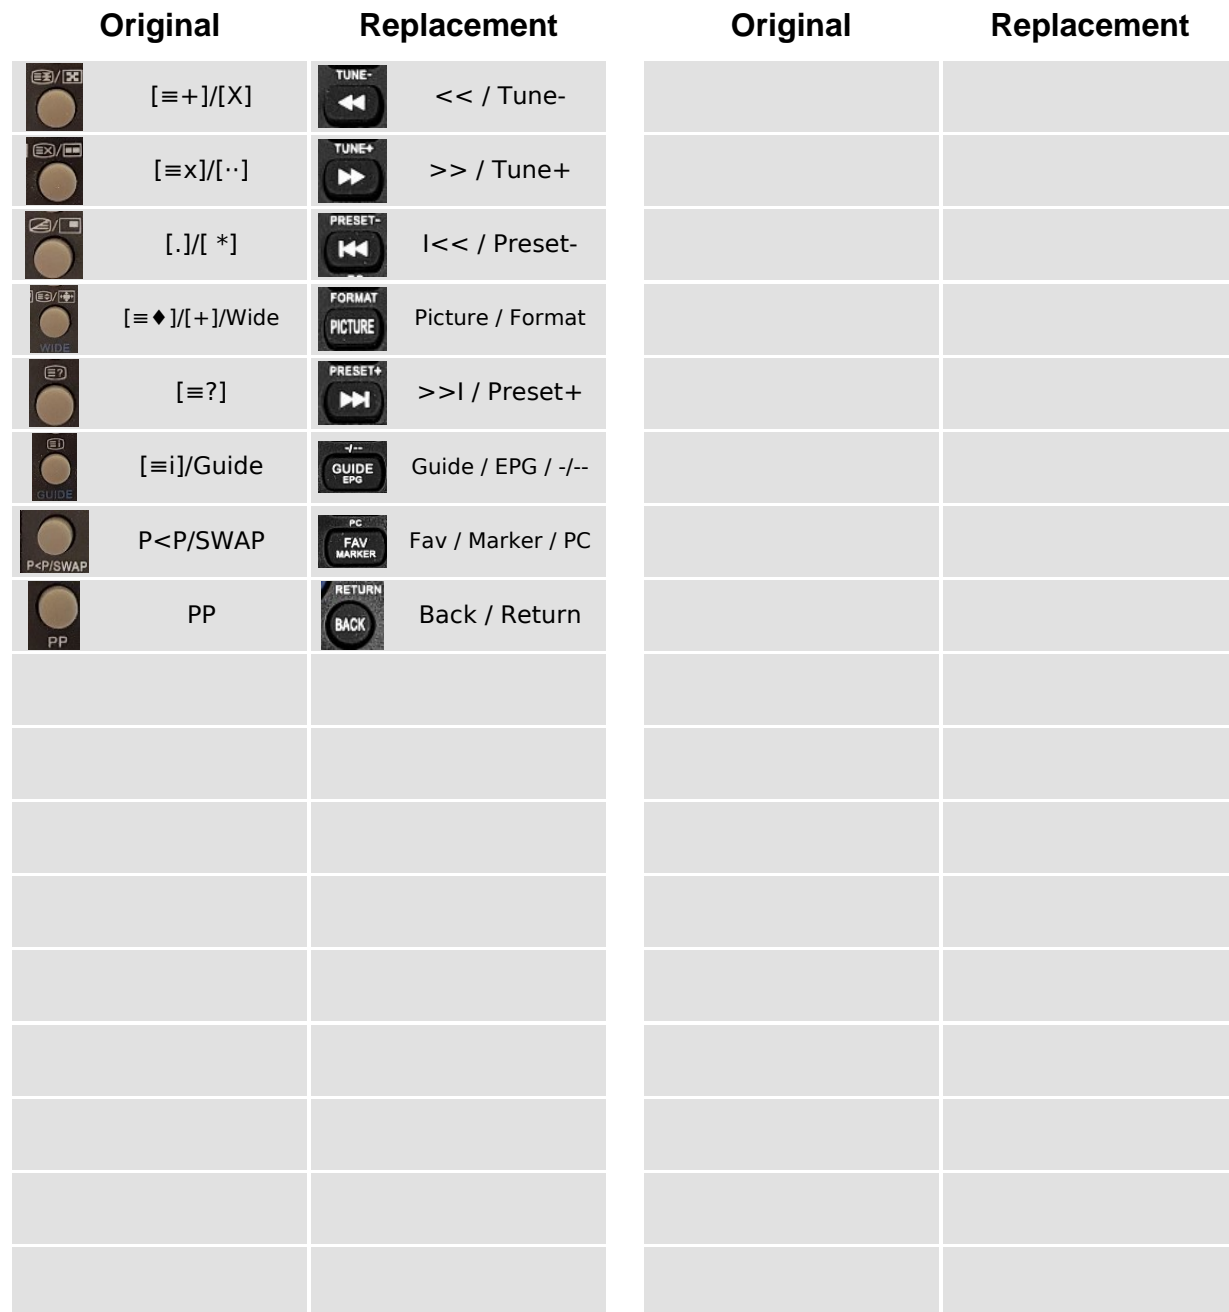 Original Replacement Original Replacement
[≡+]/[X] TUNE- << / Tune-
[≡x]/[··] TUNE+ >> / Tune+
[.]/[ *] PRESET- I<< / Preset-
WIDE [≡♦]/[+]/Wide FORMAT PICTURE Picture / Format
[≡?] PRESET+ >>I / Preset+
GUIDE [≡i]/Guide -/-- GUIDE EPG Guide / EPG / -/--
P<P/SWAP P<P/SWAP PC FAV MARKER Fav / Marker / PC
PP PP RETURN BACK Back / Return